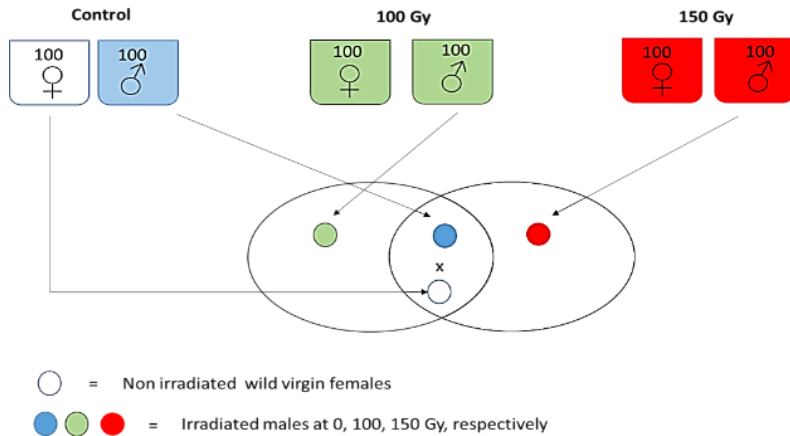 Control 100 Gy 150 Gy
100 100 100 100 100 100
♀ ♂ ♀ ♂ ♀ ♂
x
= Non irradiated wild virgin females
= Irradiated males at 0, 100, 150 Gy, respectively